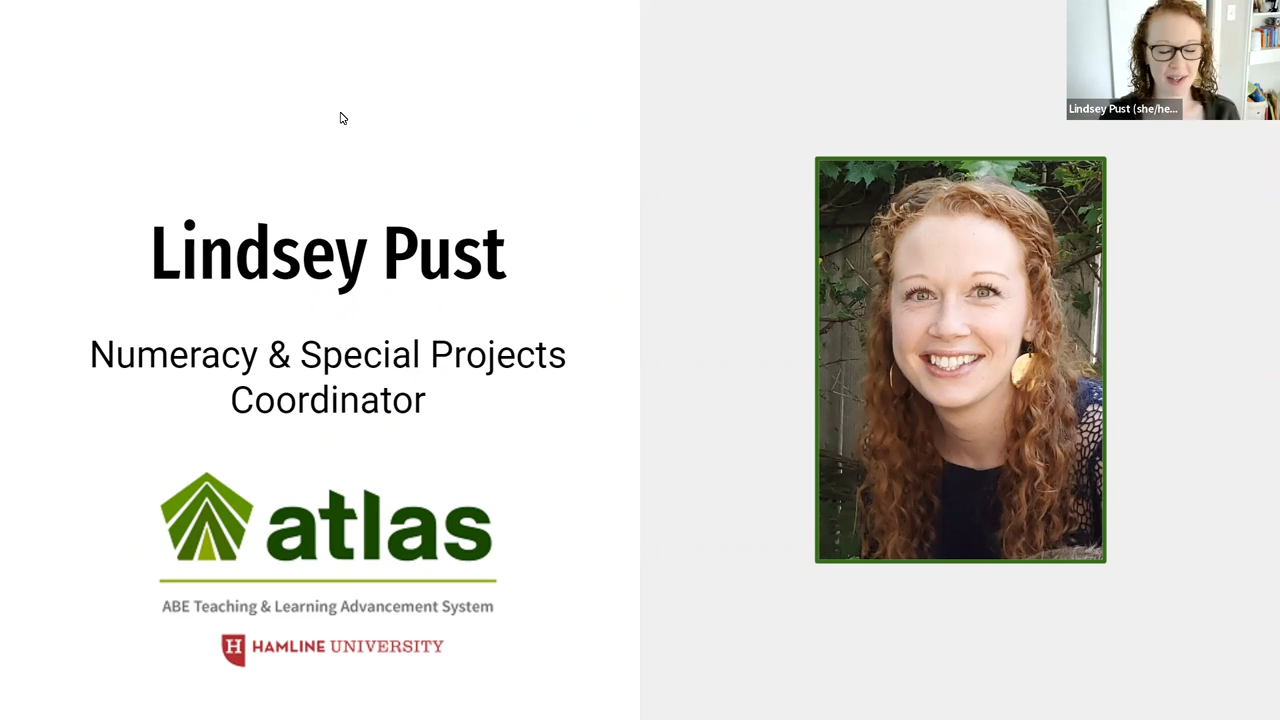 Lindsey Pust (she/he...
Lindsey Pust
Numeracy & Special Projects
Coordinator
atlas
ABE Teaching & Learning Advancement System
H HAMLINE UNIVERSITY